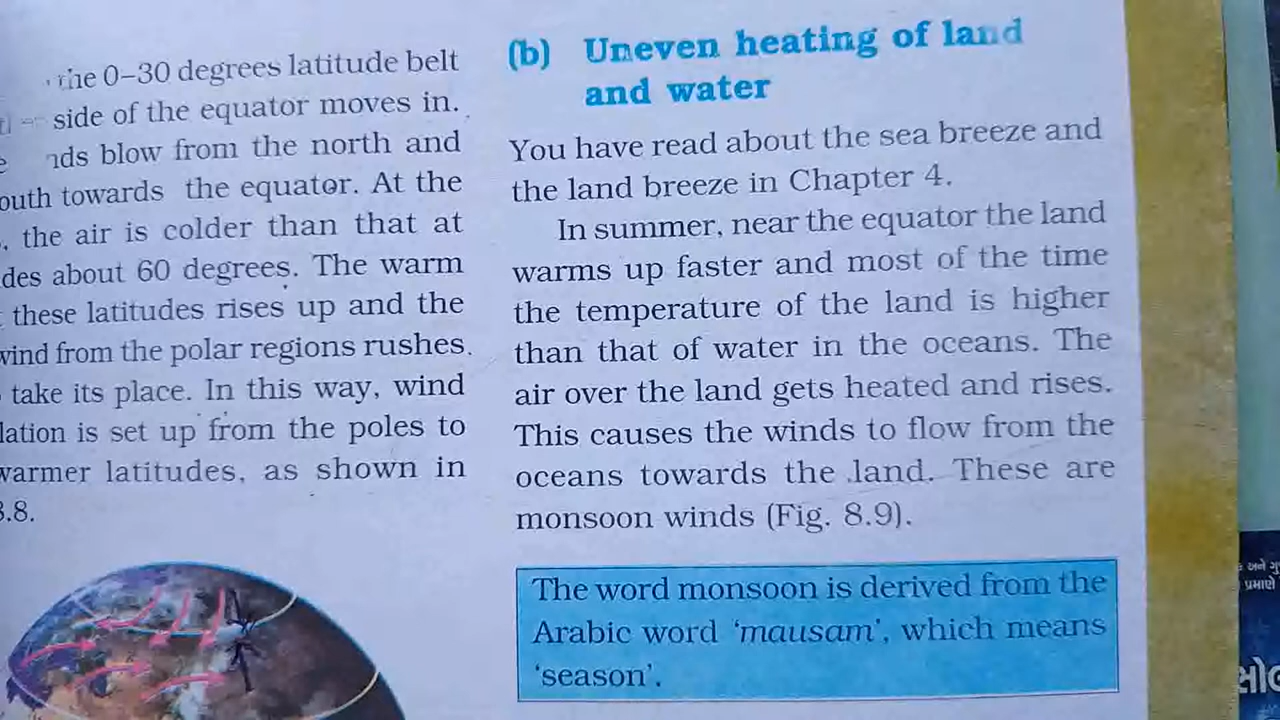 the 0–30 degrees latitude belt
side of the equator moves in.
nds blow from the north and
outh towards the equator. At the
, the air is colder than that at
des about 60 degrees. The warm
these latitudes rises up and the
wind from the polar regions rushes
take its place. In this way, wind
lation is set up from the poles to
warmer latitudes, as shown in
8.8.
(b) Uneven heating of land
and water
You have read about the sea breeze and
the land breeze in Chapter 4.
In summer, near the equator the land
warms up faster and most of the time
the temperature of the land is higher
than that of water in the oceans. The
air over the land gets heated and rises.
This causes the winds to flow from the
oceans towards the land. These are
monsoon winds (Fig. 8.9).
The word monsoon is derived from the
Arabic word ‘mausam’, which means
‘season’.
અને ગુ
પ્રમાણે